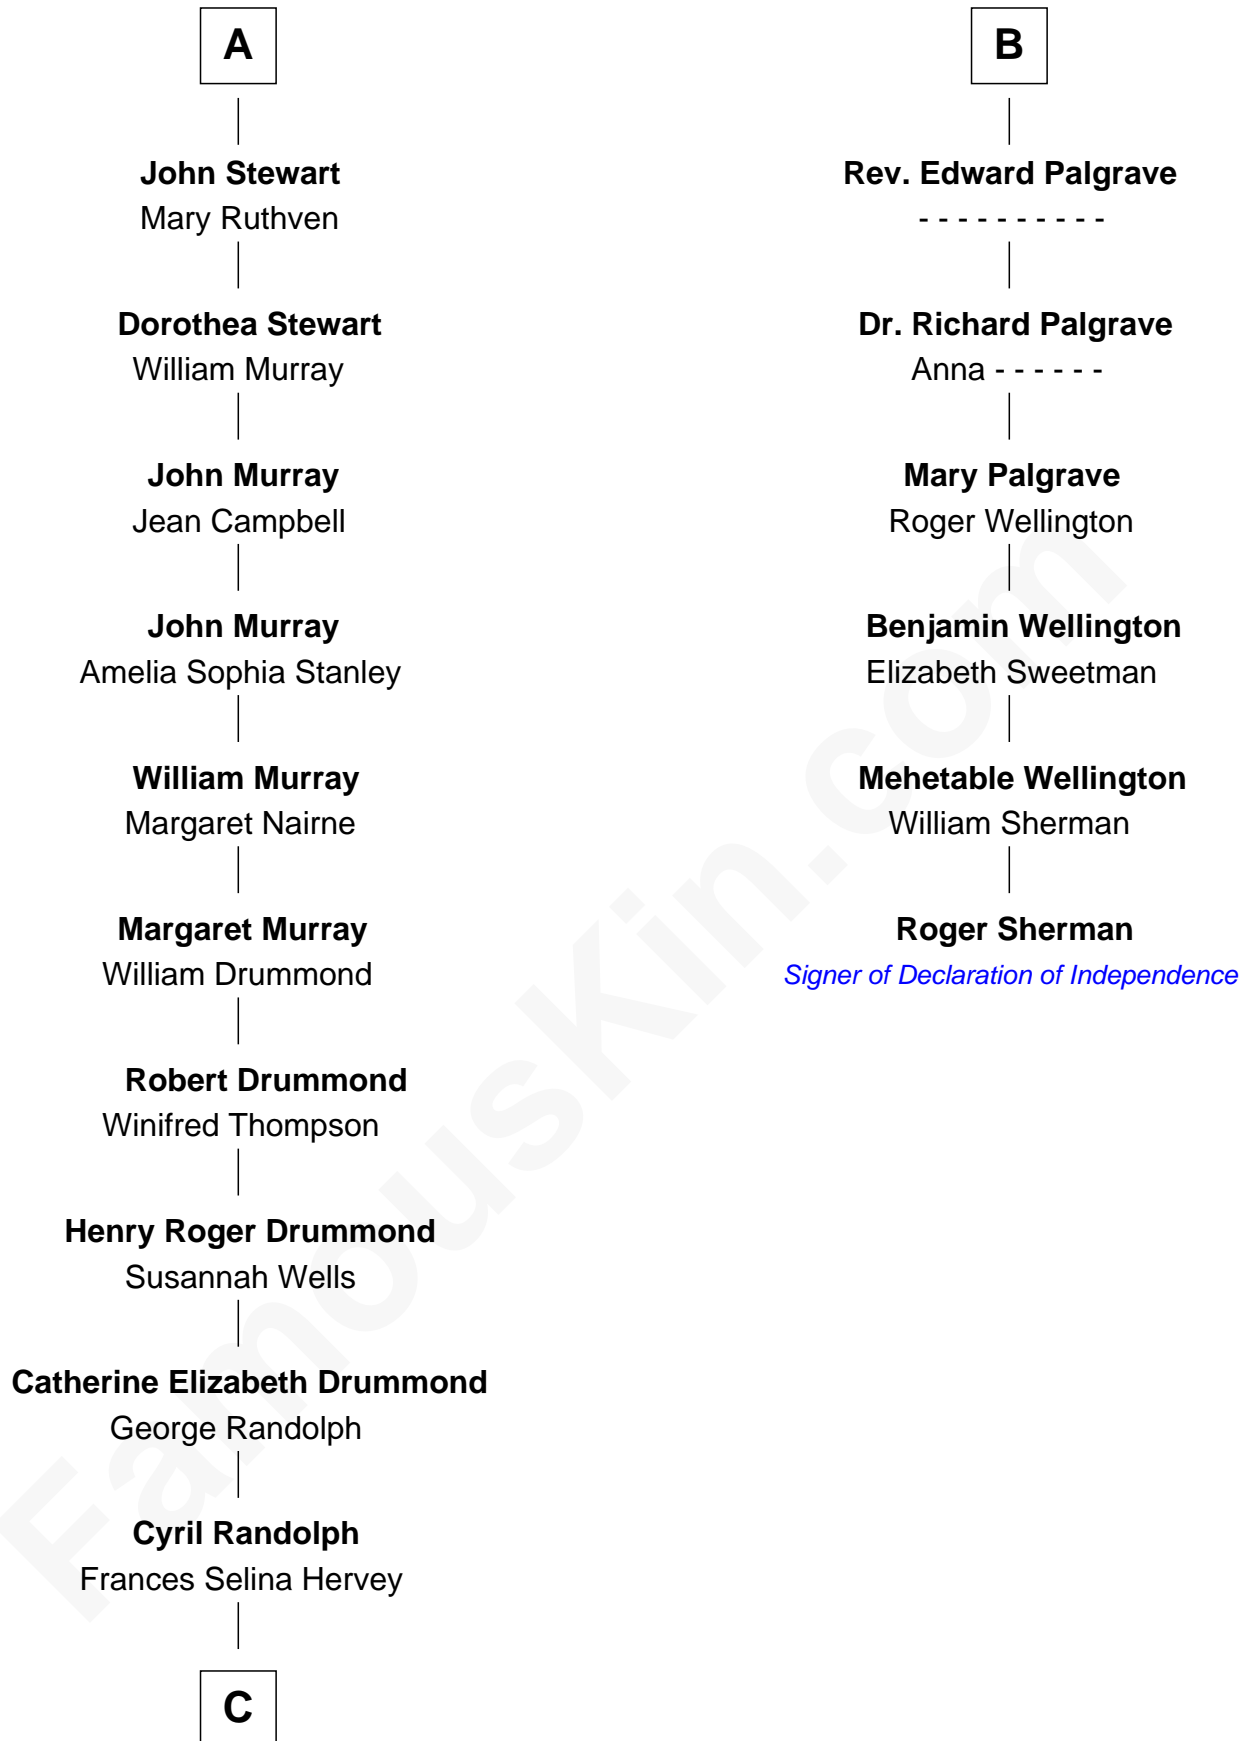 A
John Stewart
Mary Ruthven
Dorothea Stewart
William Murray
John Murray
Jean Campbell
John Murray
Amelia Sophia Stanley
William Murray
Margaret Nairne
Margaret Murray
William Drummond
Robert Drummond
Winifred Thompson
Henry Roger Drummond
Susannah Wells
Catherine Elizabeth Drummond
George Randolph
Cyril Randolph
Frances Selina Hervey
C
B
Rev. Edward Palgrave
- - - - - - - - - -
Dr. Richard Palgrave
Anna - - - - - -
Mary Palgrave
Roger Wellington
Benjamin Wellington
Elizabeth Sweetman
Mehetable Wellington
William Sherman
Roger Sherman
Signer of Declaration of Independence
FamousKin.com